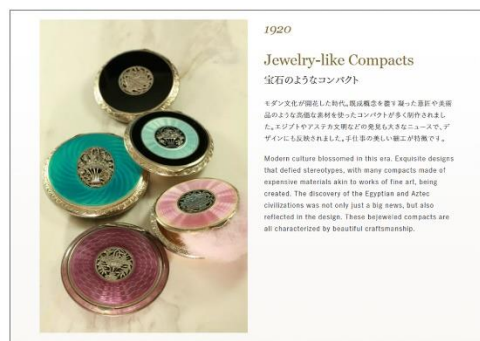 1920
Jewelry-like Compacts
宝石のようなコンパクト
モダン文化が開花した時代。既成概念を覆す凝った意匠や美術
品のような高価な素材を使ったコンパクトが多く制作されまし
た。エジプトやアステカ文明などの発見も大きなニュースで、デ
ザインにも反映されました。手仕事の美しい細工が特徴です。
Modern culture blossomed in this era. Exquisite designs
that defied stereotypes, with many compacts made of
expensive materials akin to works of fine art, being
created. The discovery of the Egyptian and Aztec
civilizations was not only just a big news, but also
reflected in the design. These bejeweled compacts are
all characterized by beautiful craftsmanship.